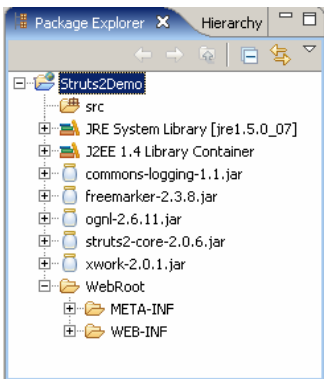 Package Explorer Hierarchy
Struts2Demo
src
JRE System Library [jre1.5.0_07]
J2EE 1.4 Library Container
commons-logging-1.1.jar
freemarker-2.3.8.jar
ognl-2.6.11.jar
struts2-core-2.0.6.jar
xwork-2.0.1.jar
WebRoot
META-INF
WEB-INF